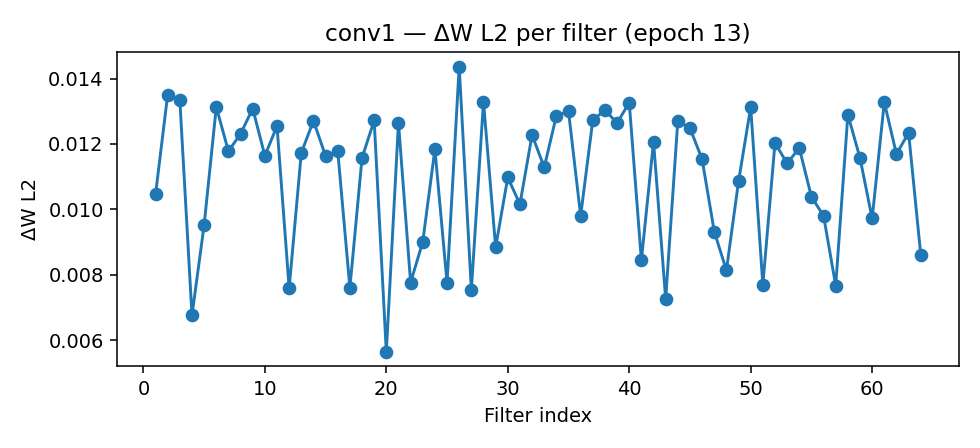 conv1 — ΔW L2 per filter (epoch 13)
ΔW L2
0.014
0.012
0.010
0.008
0.006
0 10 20 30 40 50 60
Filter index